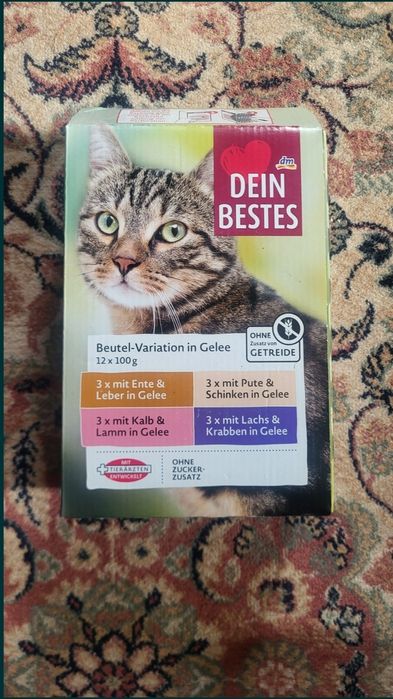 dm
DEIN
BESTES
Beutel-Variation in Gelee
12 x 100 g
OHNE
Zusatz von
GETREIDE
3 x mit Ente &
Leber in Gelee
3 x mit Pute &
Schinken in Gelee
3 x mit Kalb &
Lamm in Gelee
3 x mit Lachs &
Krabben in Gelee
MIT
TIERÄRZTEN
ENTWICKELT
OHNE
ZUCKER-
ZUSATZ